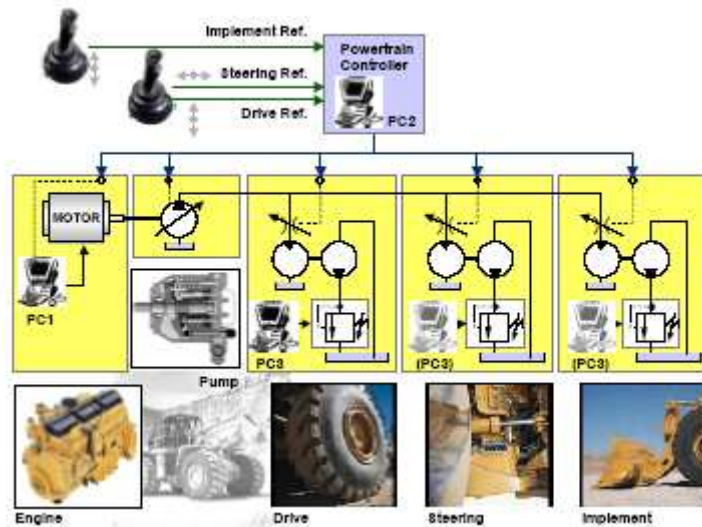 Implement Ref.
Steering Ref.
Drive Ref.
Powertrain
Controller
PC2
MOTOR
PC1
Pump
PC3
(PC3)
(PC3)
Engine
Drive
Steering
Implement